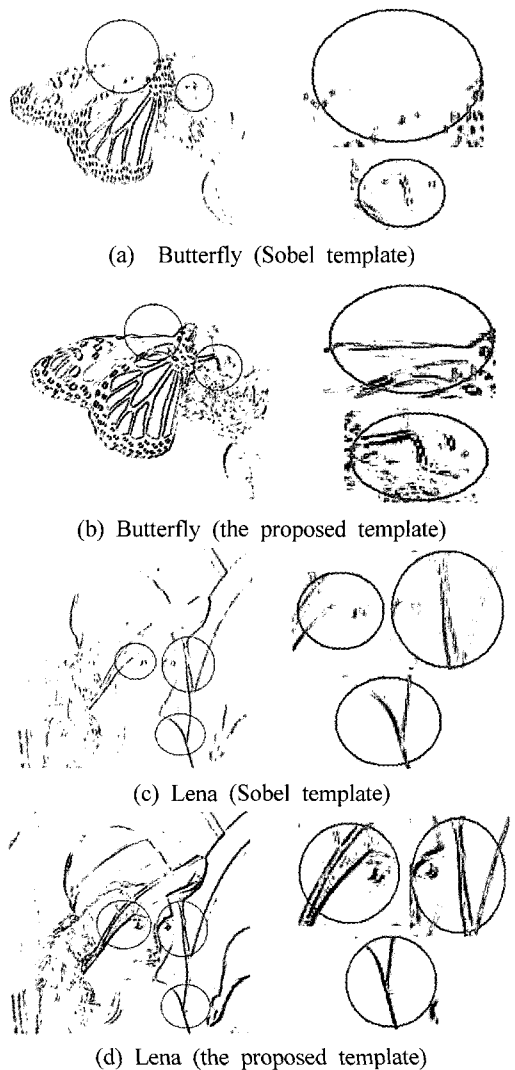 (a) Butterfly (Sobel template)
(b) Butterfly (the proposed template)
(c) Lena (Sobel template)
(d) Lena (the proposed template)